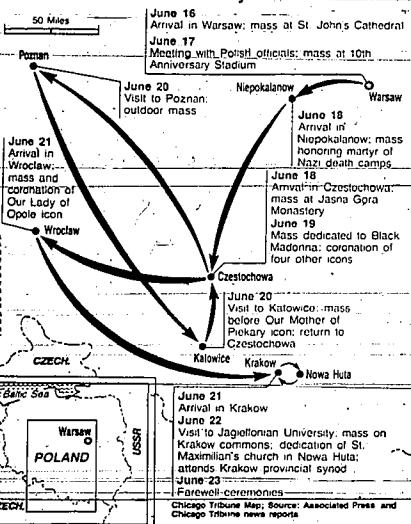 50 Miles
June 16
Arrival in Warsaw; mass at St. John's Cathedral
June 17
Meeting with Polish officials; mass at 10th
Anniversary Stadium
Poznan
June 20
Visit to Poznan;
outdoor mass
Niepokalanow
Warsaw
June 18
Arrival in
Niepokalanow; mass
honoring martyr of
Nazi death camps
June 21
Arrival in
Wroclaw;
mass and
coronation of
Our Lady of
Opole icon
Wroclaw
June 18
Arrival in Czestochowa;
mass at Jasna Gora
Monastery
June 19
Mass dedicated to Black
Madonna; coronation of
four other icons
Czestochowa
June 20
Visit to Katowice; mass
before Our Mother of
Piekary icon; return to
Czestochowa
Katowice
Krakow
Nowa Huta
June 21
Arrival in Krakow
June 22
Visit to Jagiellonian University; mass on
Krakow commons; dedication of St.
Maximilian's church in Nowa Huta;
attends Krakow provincial synod
June 23
Farewell ceremonies
CZECH.
Baltic Sea
Warsaw
POLAND
USSR
CZECH.
Chicago Tribune Map; Source: Associated Press and
Chicago Tribune news reports